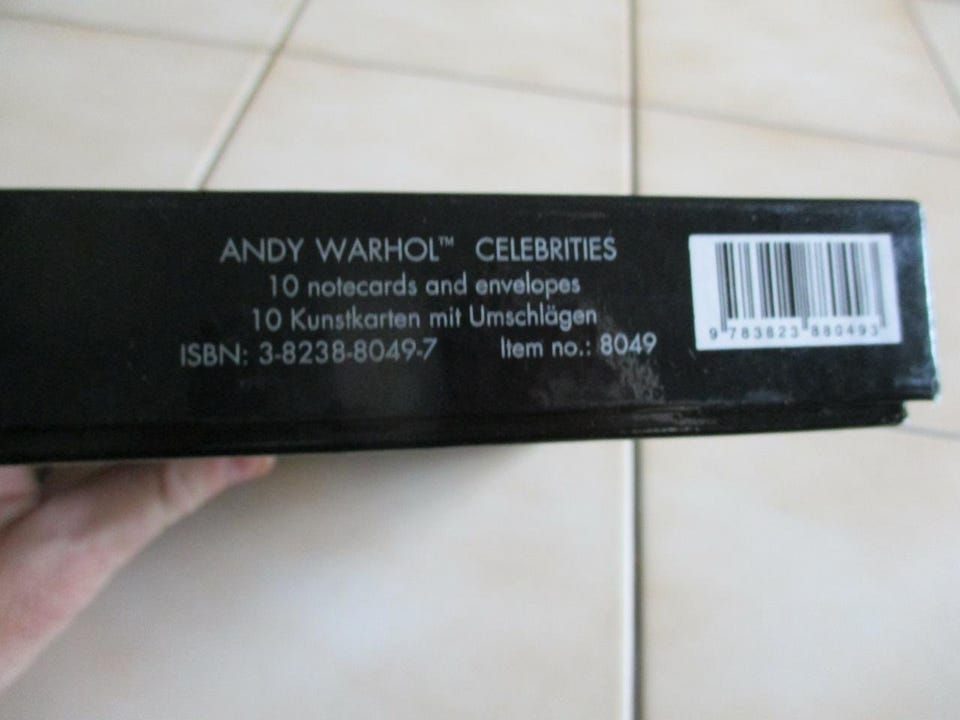 ANDY WARHOL™ CELEBRITIES
10 notecards and envelopes
10 Kunstkarten mit Umschlägen
ISBN: 3-8238-8049-7 Item no.: 8049
9 783823 880493